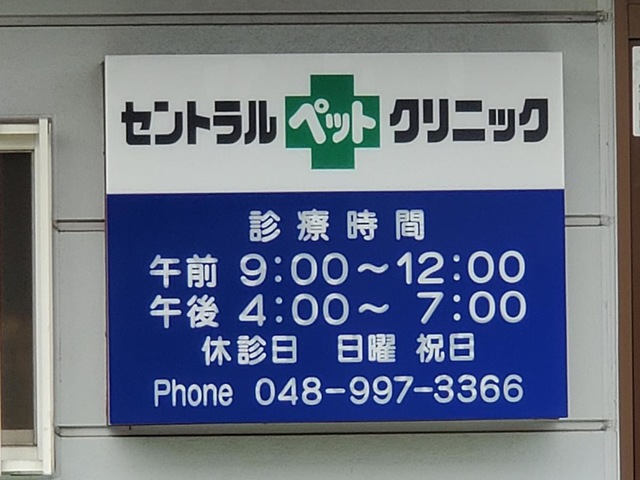 セントラルペットクリニック
診療時間
午前 9:00〜12:00
午後 4:00〜 7:00
休診日 日曜 祝日
Phone 048-997-3366